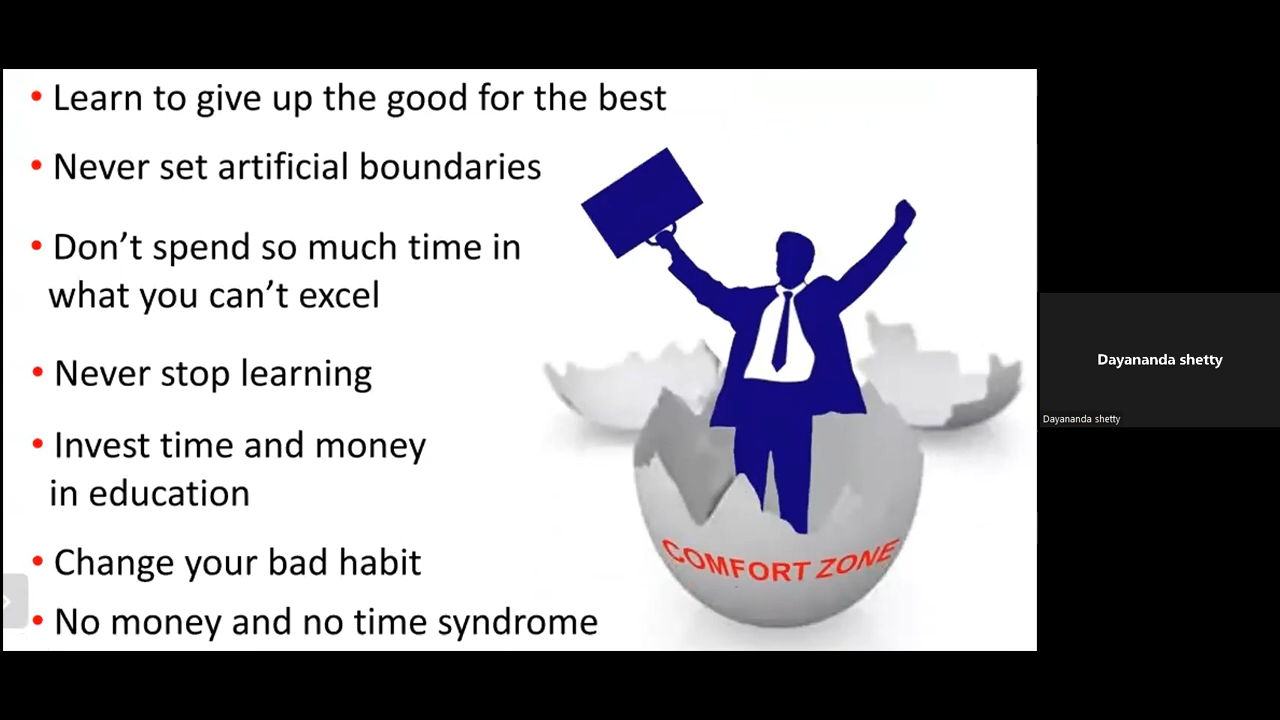 • Learn to give up the good for the best
• Never set artificial boundaries
• Don’t spend so much time in
what you can’t excel
• Never stop learning
• Invest time and money
in education
• Change your bad habit
• No money and no time syndrome
COMFORT ZONE
Dayananda shetty
Dayananda shetty